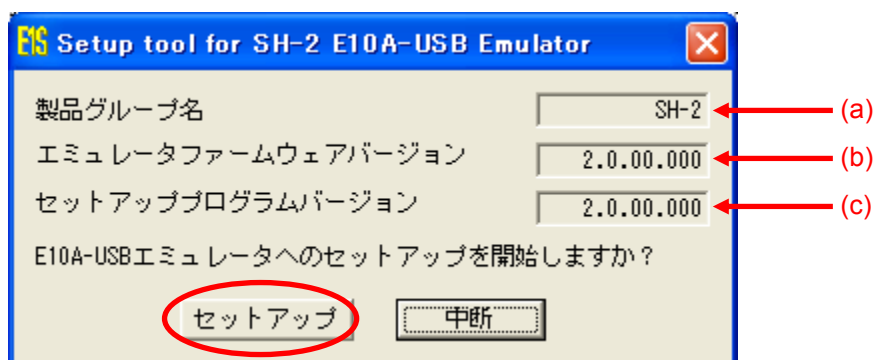 E1S Setup tool for SH-2 E10A-USB Emulator
製品グループ名 SH-2 (a)
エミュレータファームウェアバージョン 2.0.00.000 (b)
セットアッププログラムバージョン 2.0.00.000 (c)
E10A-USBエミュレータへのセットアップを開始しますか？
セットアップ 中断